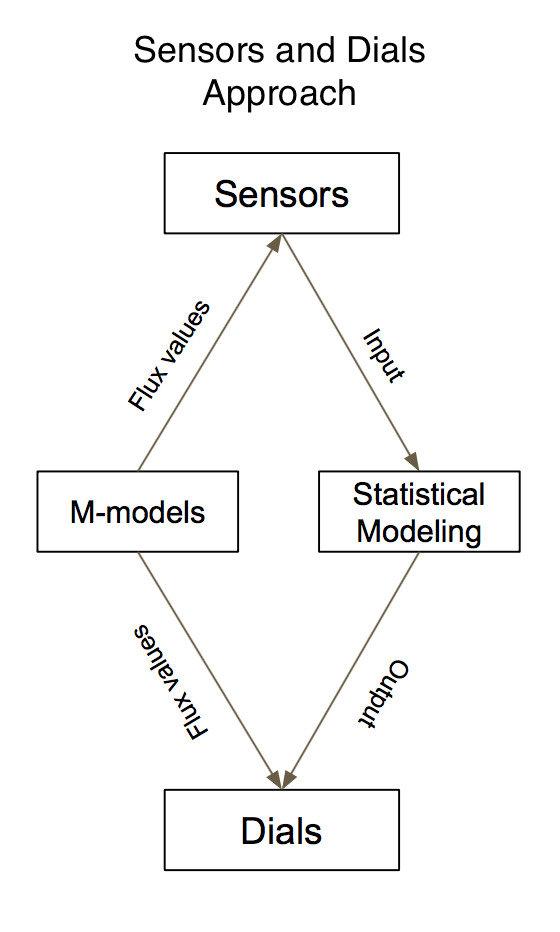 Sensors and Dials
Approach
Sensors
Flux values
Input
M-models
Statistical
Modeling
Flux values
Output
Dials